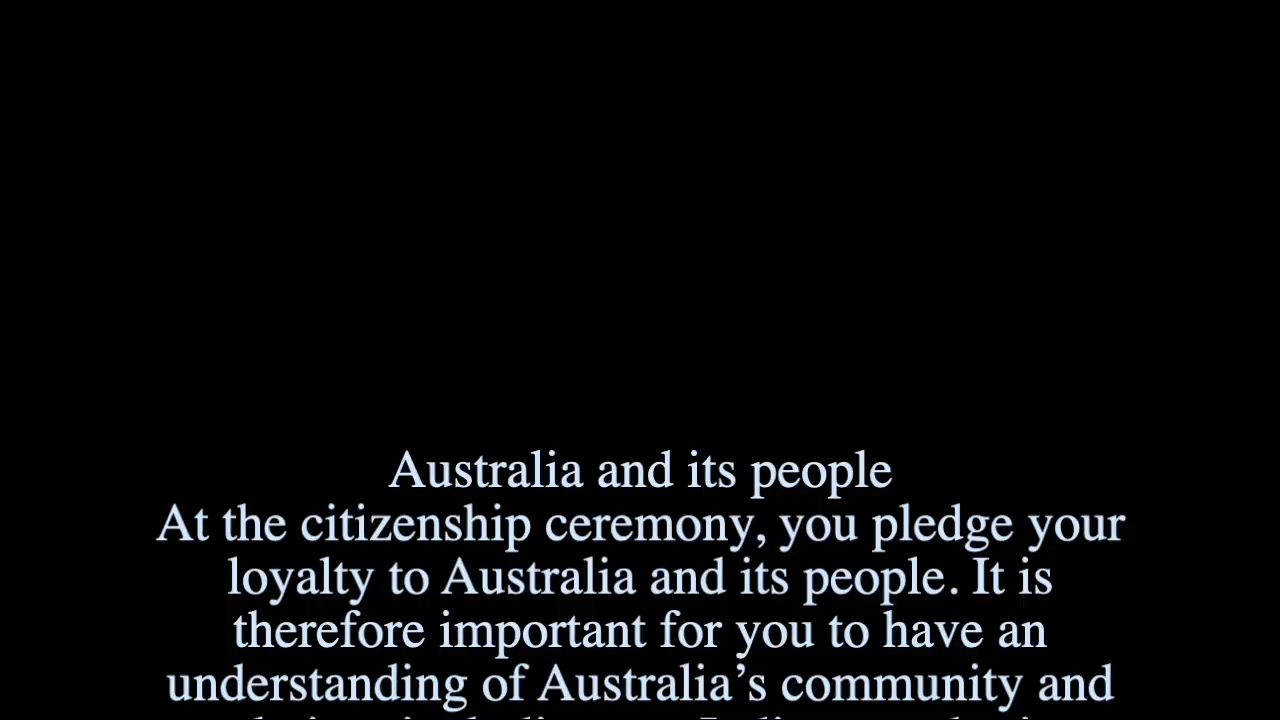 Australia and its people
At the citizenship ceremony, you pledge your
loyalty to Australia and its people. It is
therefore important for you to have an
understanding of Australia’s community and